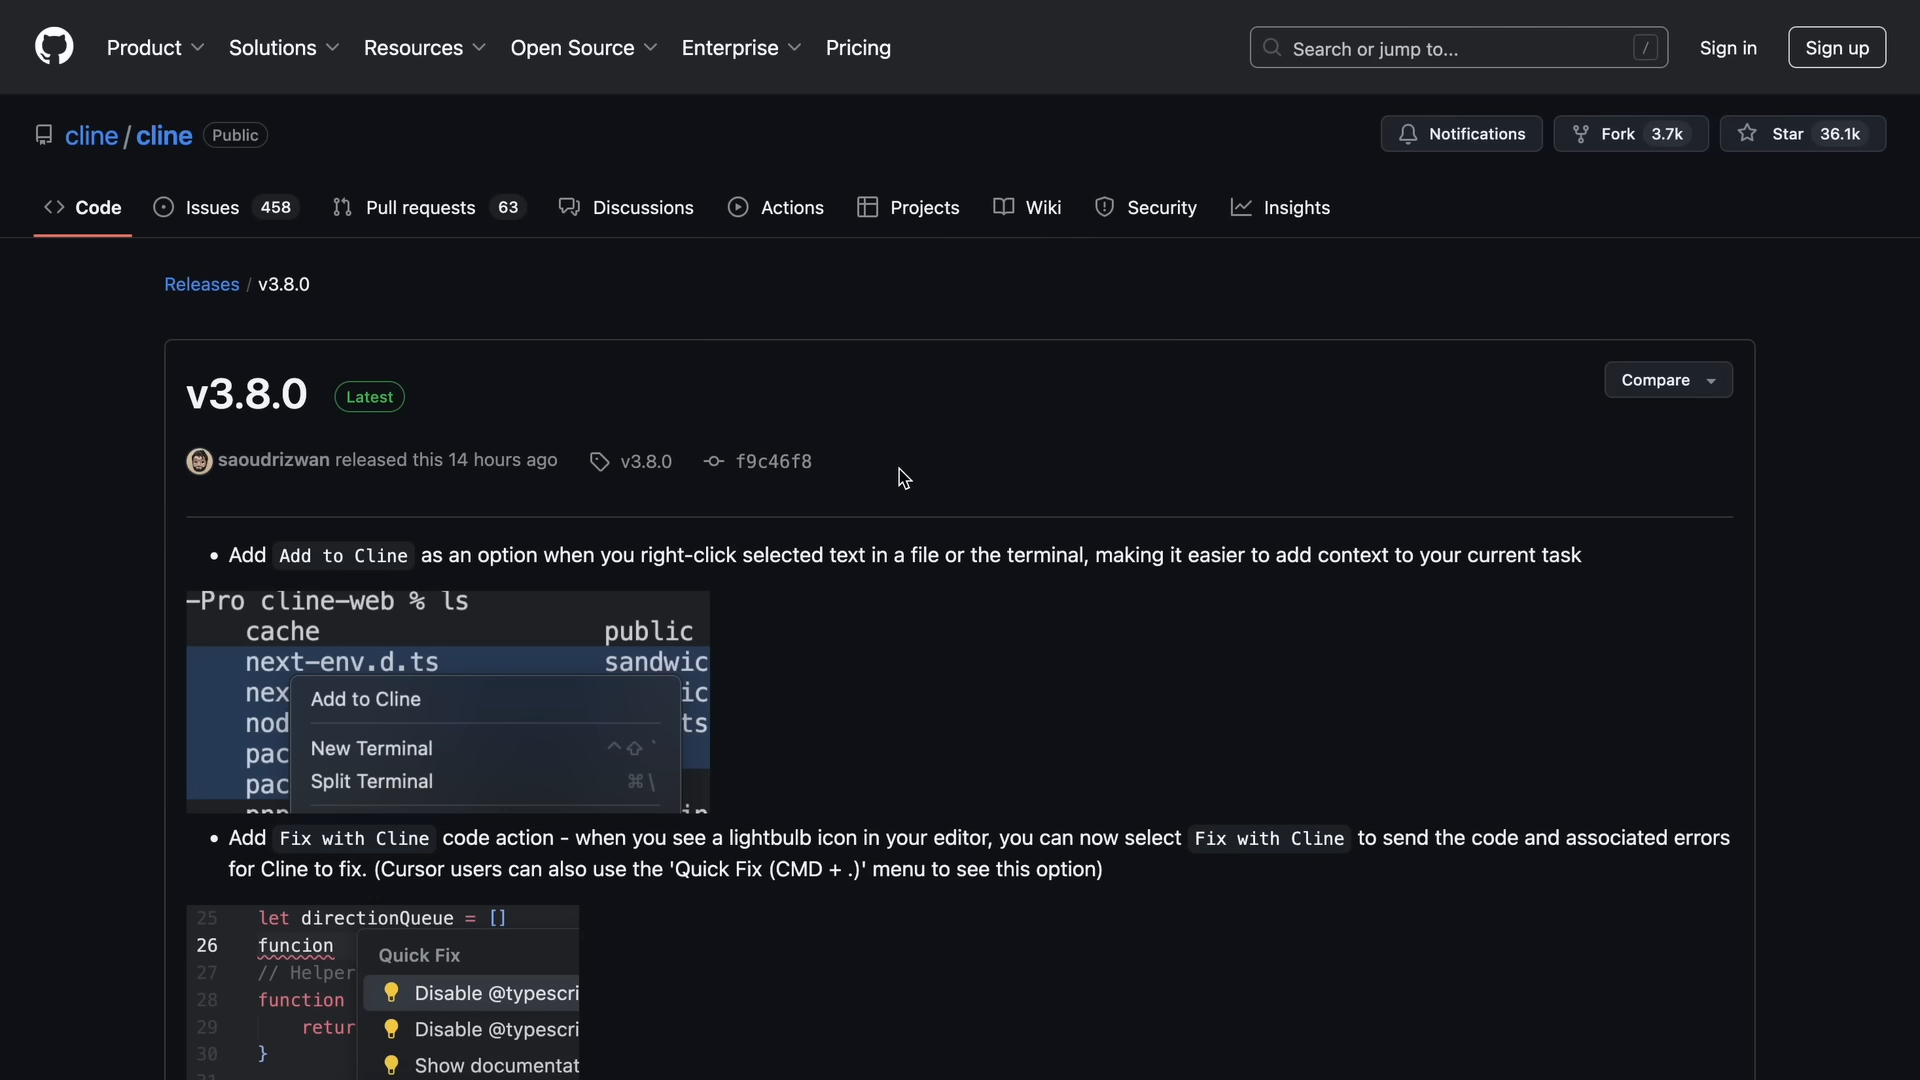 Product Solutions Resources Open Source Enterprise Pricing Search or jump to... / Sign in Sign up
cline / cline Public Notifications Fork 3.7k Star 36.1k
Code Issues 458 Pull requests 63 Discussions Actions Projects Wiki Security Insights
Releases / v3.8.0
v3.8.0 Latest Compare
saoudrizwan released this 14 hours ago v3.8.0 f9c46f8
• Add Add to Cline as an option when you right-click selected text in a file or the terminal, making it easier to add context to your current task
-Pro cline-web % ls
cache public
next-env.d.ts sandwic
nex ic
Add to Cline
nod ts
pac New Terminal ^⇧`
pac Split Terminal ⌘\
• Add Fix with Cline code action - when you see a lightbulb icon in your editor, you can now select Fix with Cline to send the code and associated errors
for Cline to fix. (Cursor users can also use the 'Quick Fix (CMD + .)' menu to see this option)
25 let directionQueue = []
26 funcion
Quick Fix
27 // Helper
Disable @typescri
28 function
29 retur
Disable @typescri
30 }
Show documentat